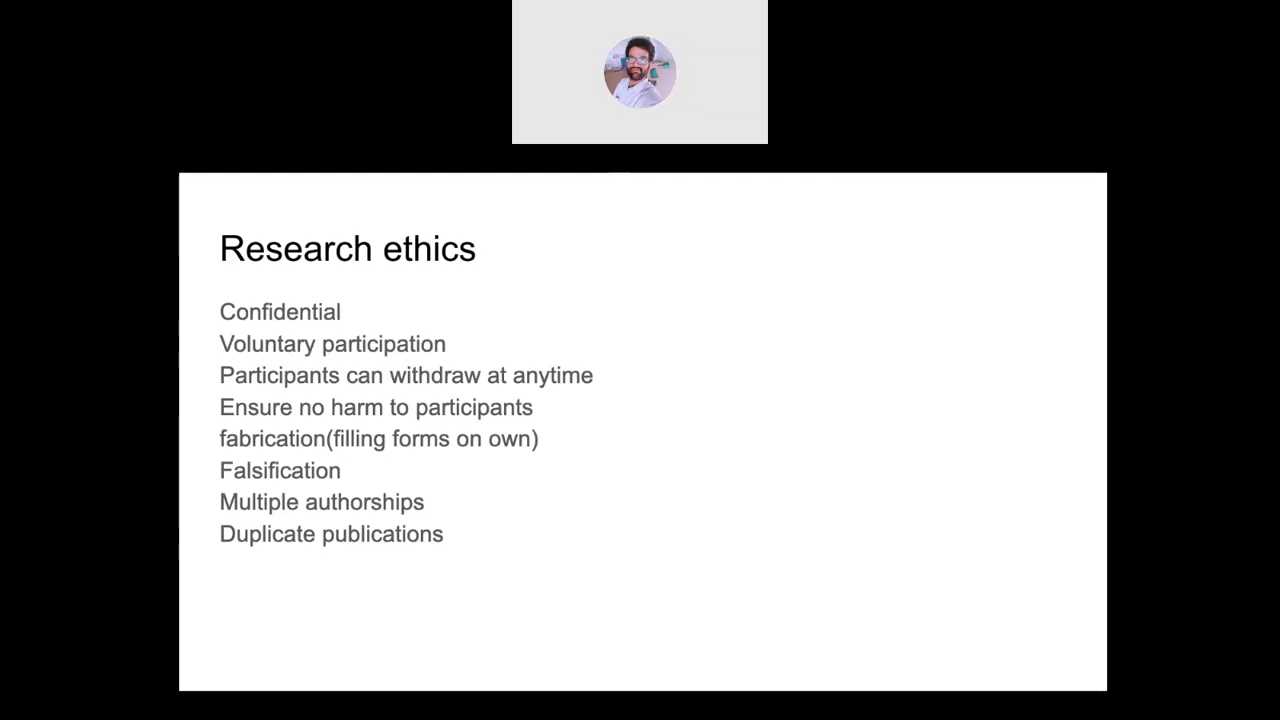 Research ethics
Confidential
Voluntary participation
Participants can withdraw at anytime
Ensure no harm to participants
fabrication(filling forms on own)
Falsification
Multiple authorships
Duplicate publications